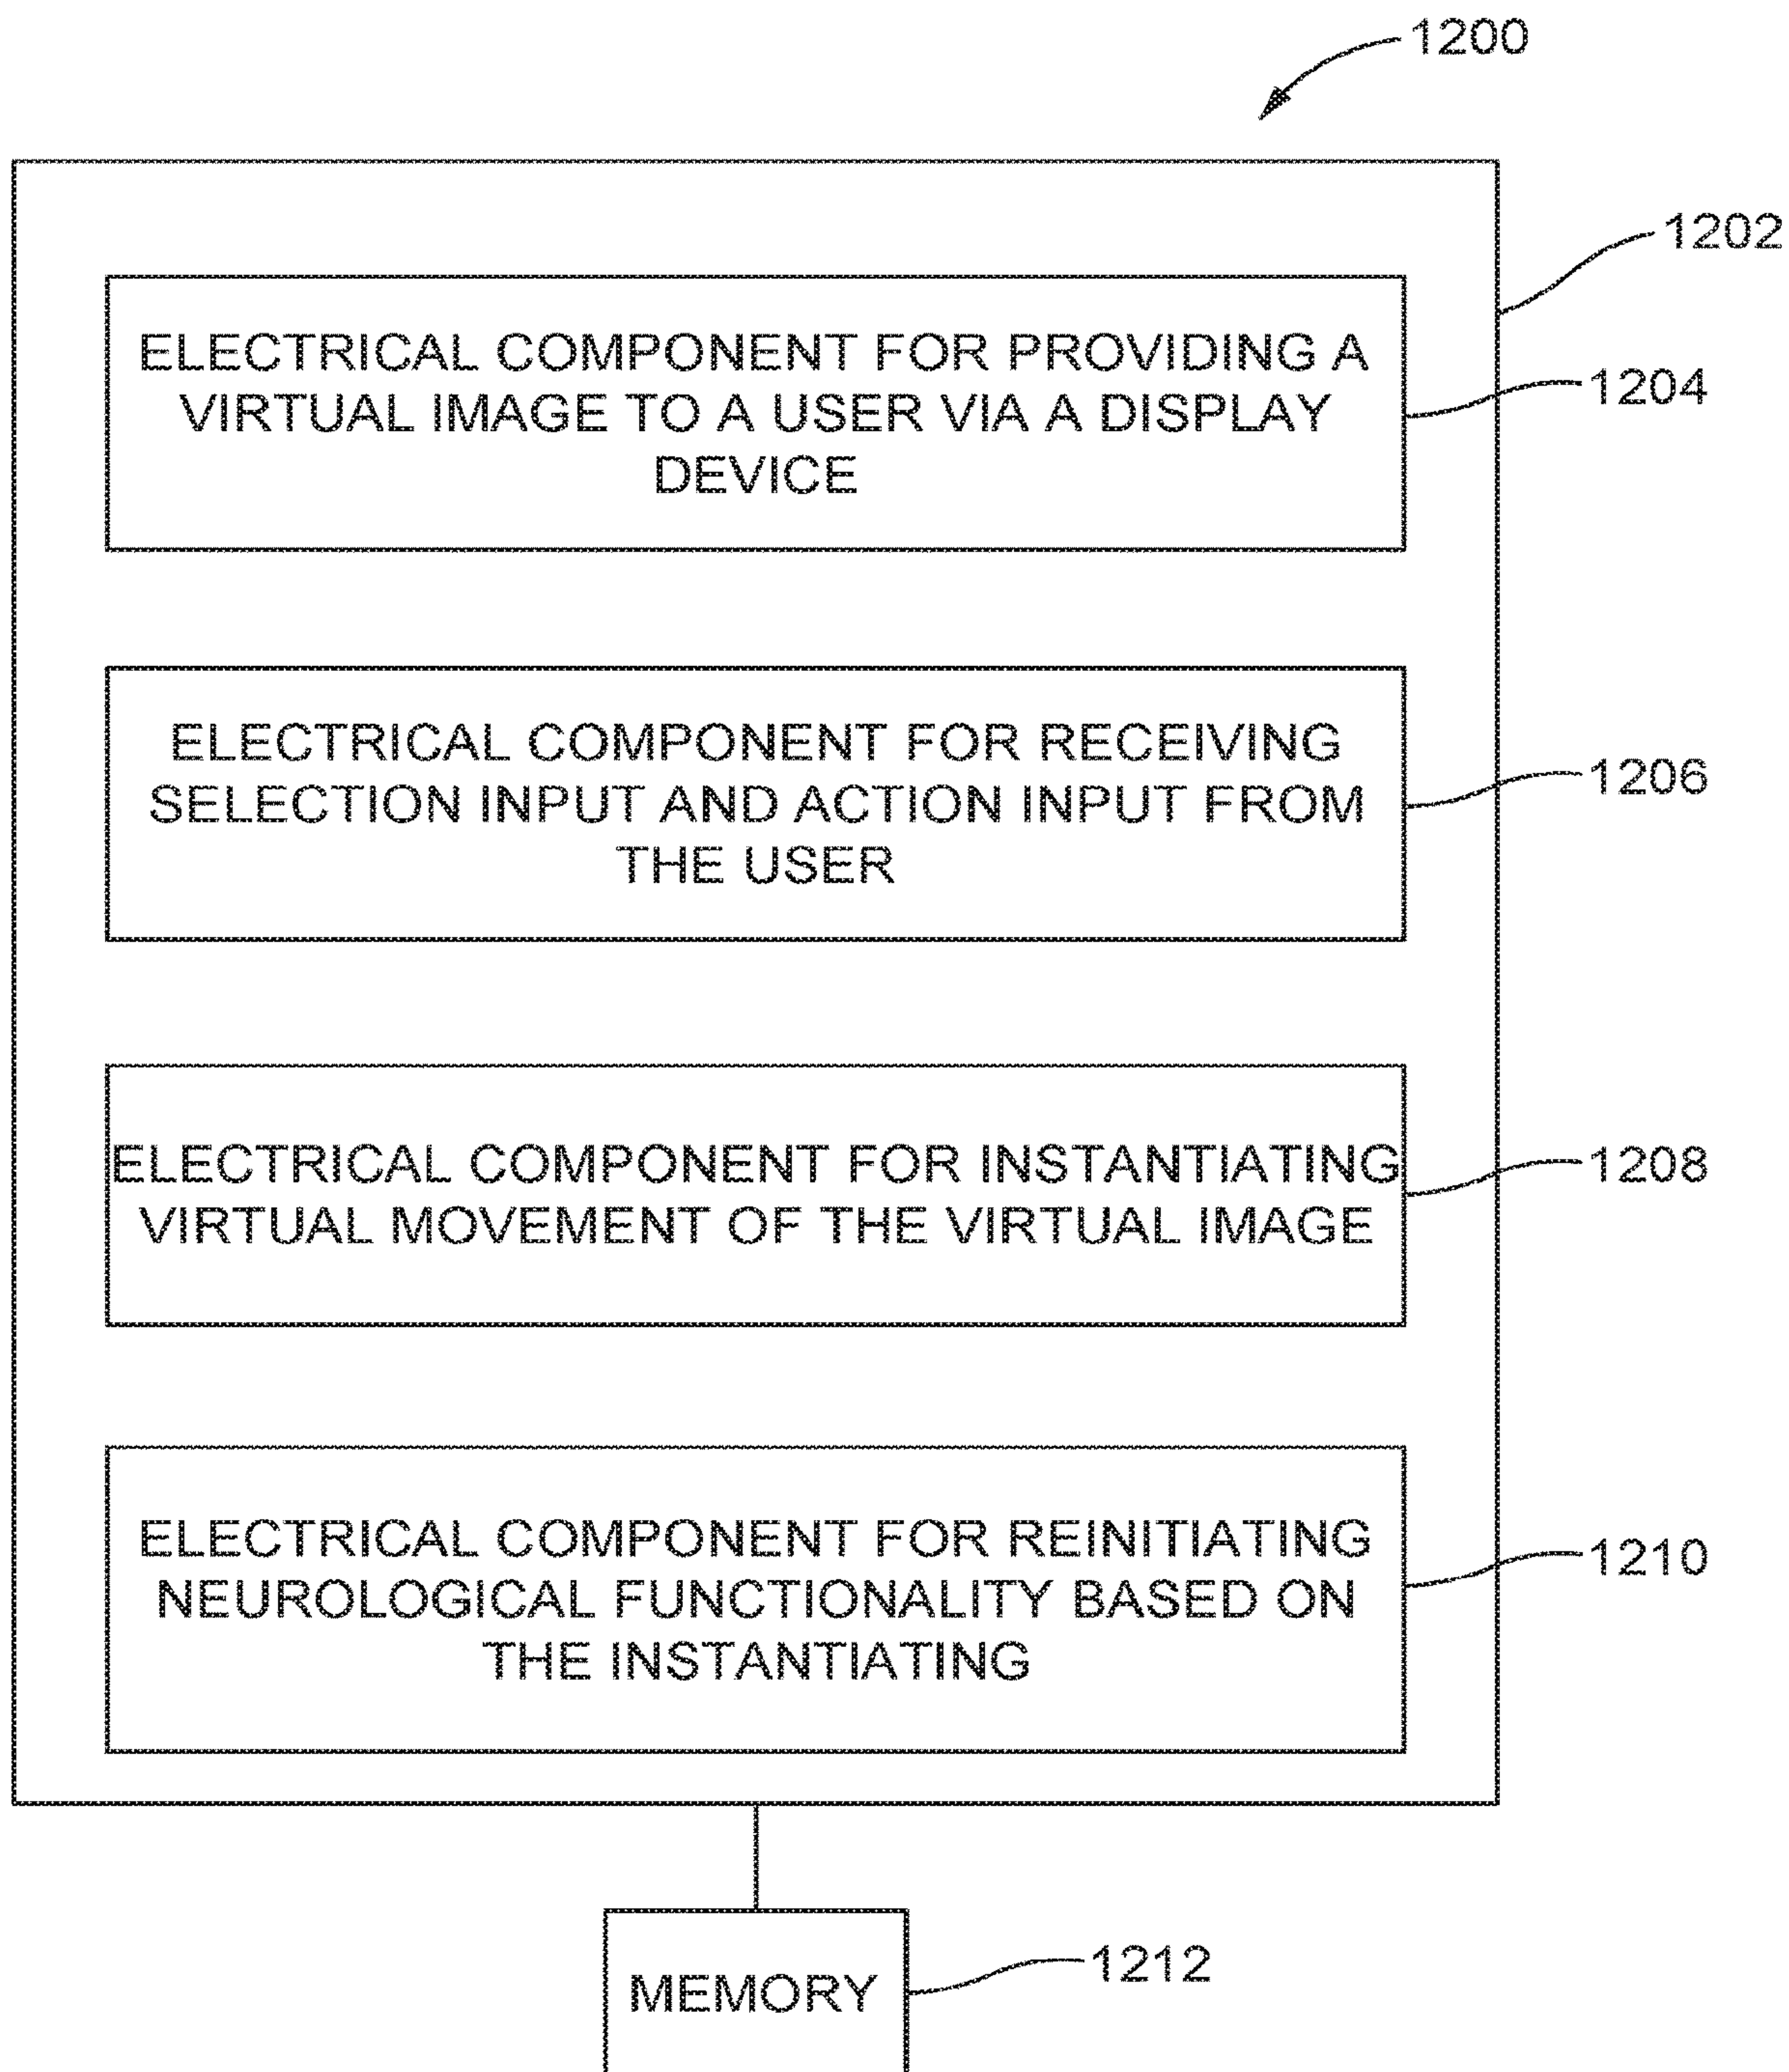 1200
1202
ELECTRICAL COMPONENT FOR PROVIDING A
VIRTUAL IMAGE TO A USER VIA A DISPLAY
DEVICE
1204
ELECTRICAL COMPONENT FOR RECEIVING
SELECTION INPUT AND ACTION INPUT FROM
THE USER
1206
ELECTRICAL COMPONENT FOR INSTANTIATING
VIRTUAL MOVEMENT OF THE VIRTUAL IMAGE
1208
ELECTRICAL COMPONENT FOR REINITIATING
NEUROLOGICAL FUNCTIONALITY BASED ON
THE INSTANTIATING
1210
MEMORY
1212